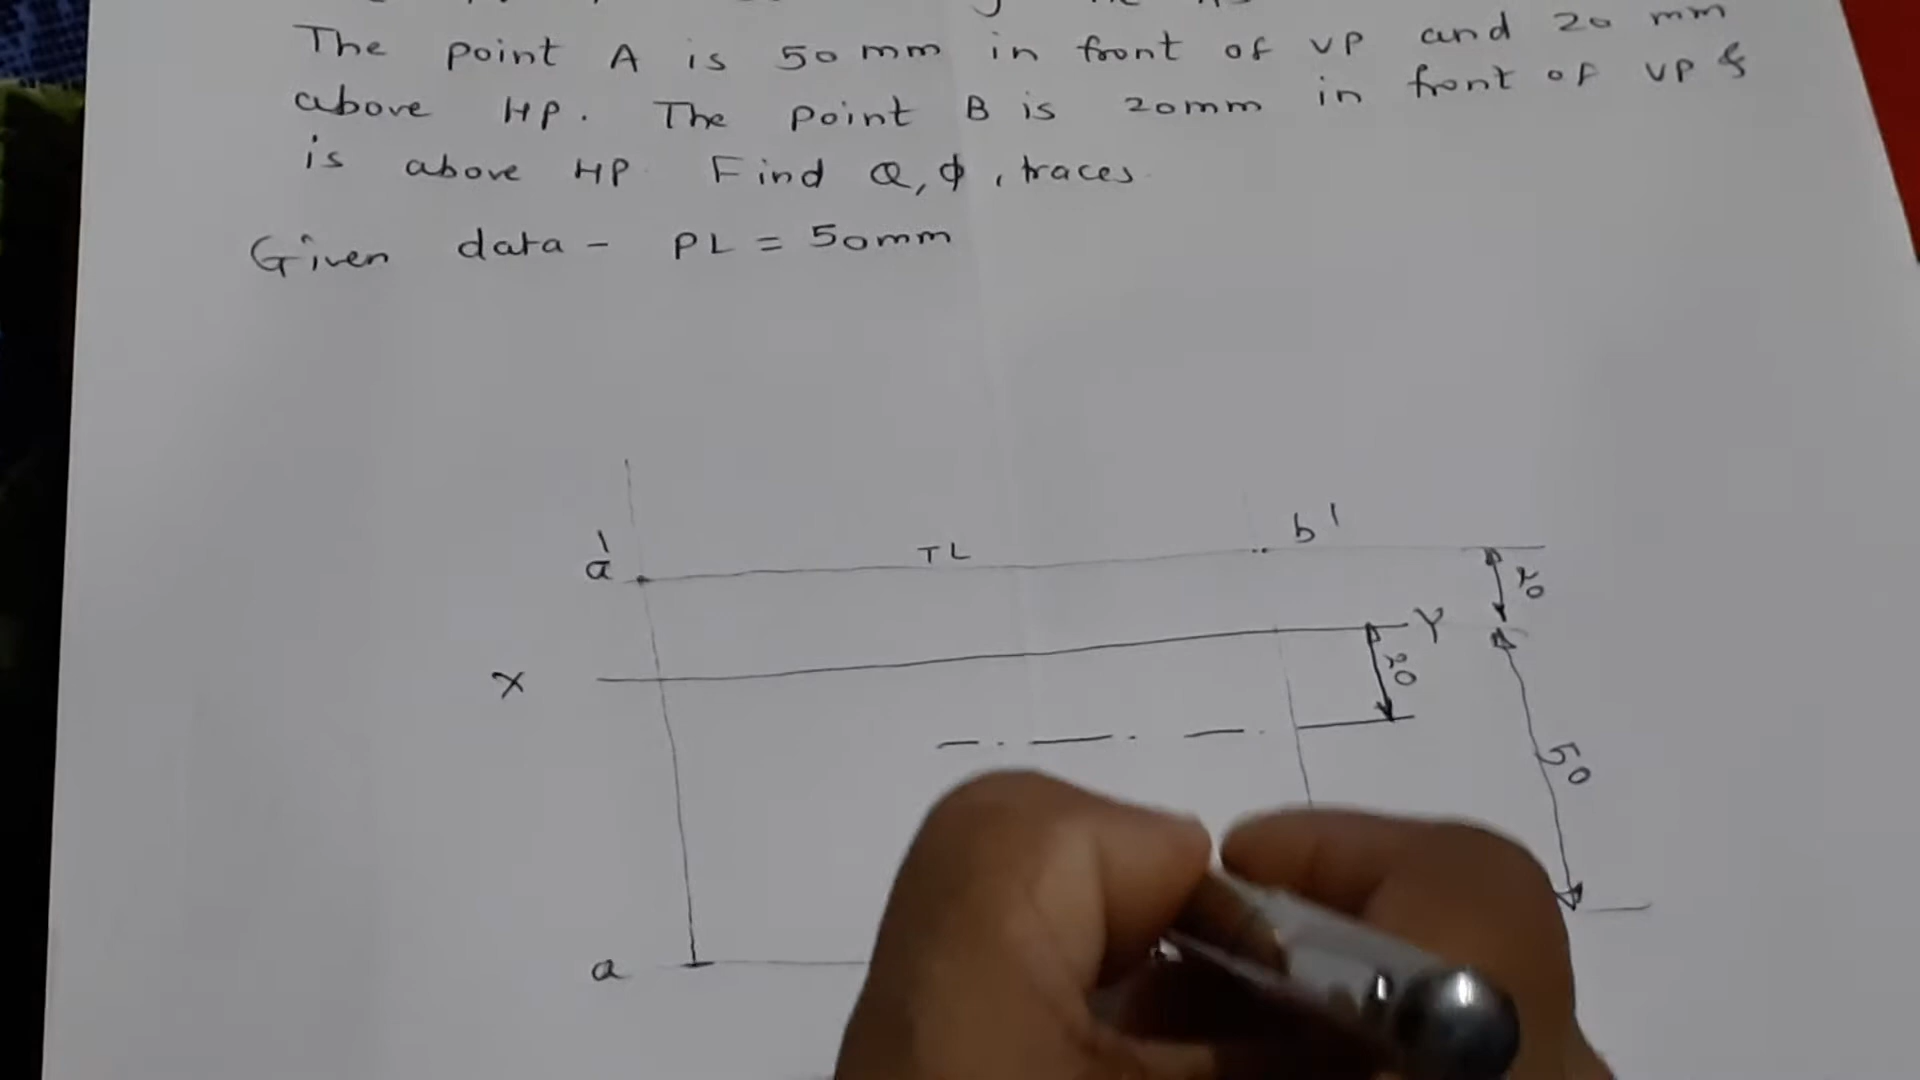 The point A is 50 mm in front of VP and 20 mm
above HP. The point B is 20mm in front of VP &
is above HP. Find Q, ϕ, traces.
Given data - PL = 50mm
a'
TL
b'
20
X
Y
20
50
a